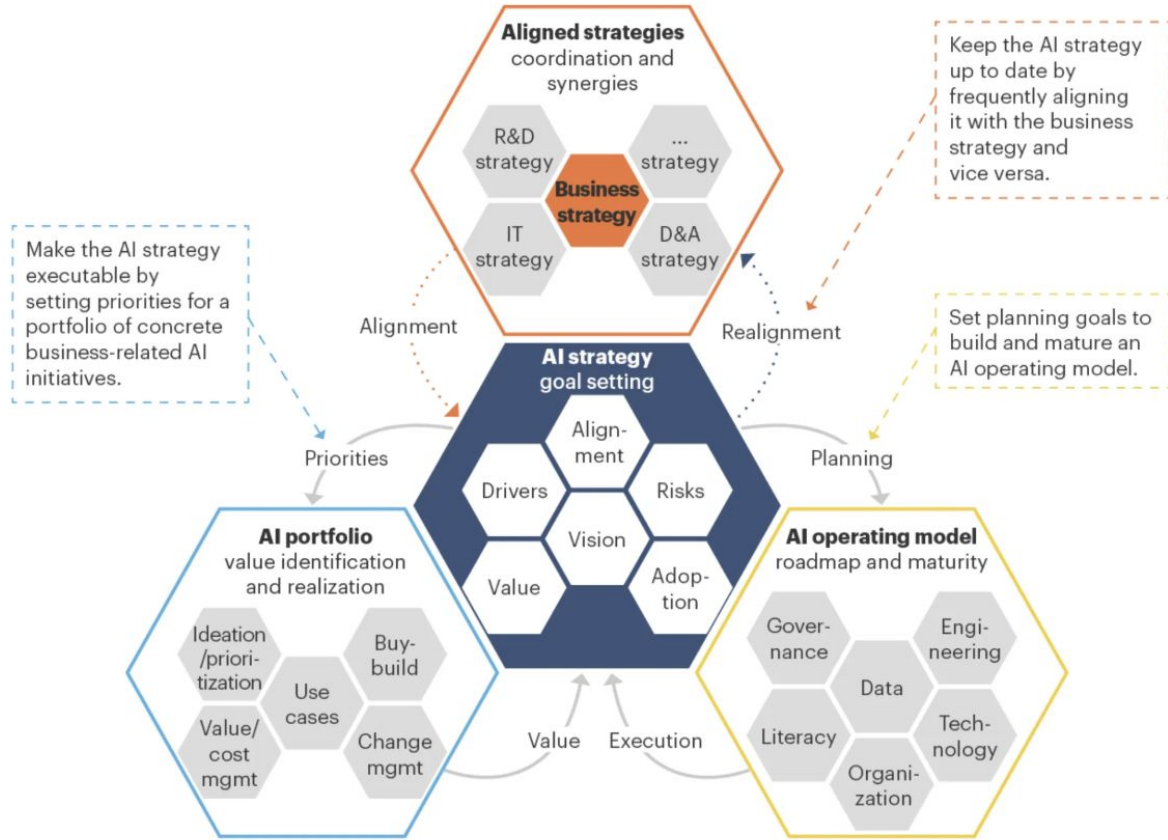 Aligned strategies
coordination and
synergies
R&D
strategy
...
strategy
Business
strategy
IT
strategy
D&A
strategy
Keep the AI strategy
up to date by
frequently aligning
it with the business
strategy and
vice versa.
Make the AI strategy
executable by
setting priorities for a
portfolio of concrete
business-related AI
initiatives.
Alignment
Realignment
Set planning goals to
build and mature an
AI operating model.
AI strategy
goal setting
Align-
ment
Drivers
Risks
Vision
Value
Adop-
tion
Priorities
Planning
AI portfolio
value identification
and realization
Ideation
/priori-
tization
Buy-
build
Use
cases
Value/
cost
mgmt
Change
mgmt
AI operating model
roadmap and maturity
Gover-
nance
Engi-
neering
Data
Literacy
Tech-
nology
Organi-
zation
Value
Execution